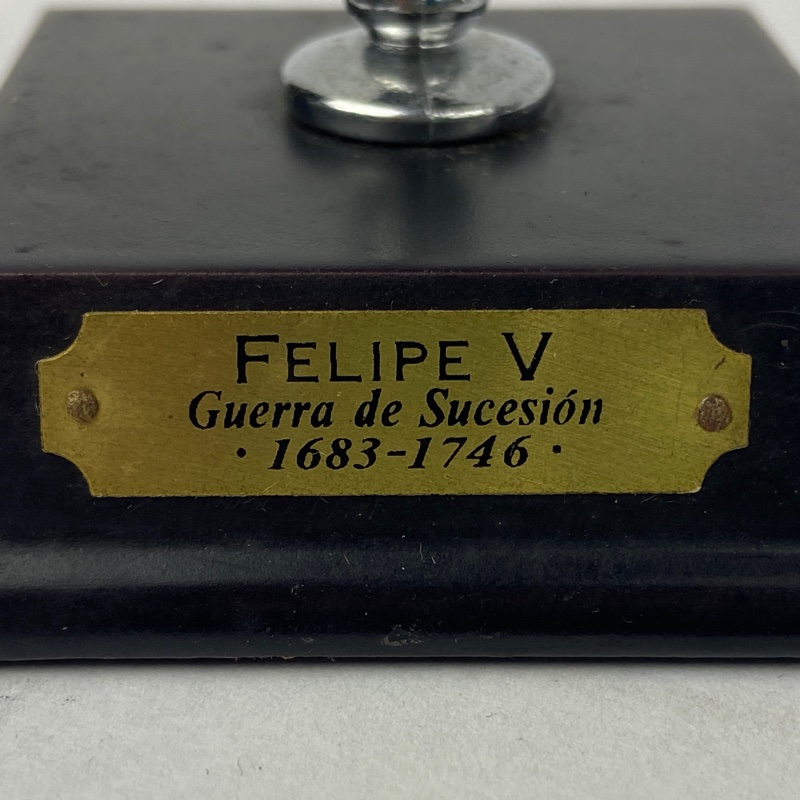 FELIPE V
Guerra de Sucesión
· 1683-1746 ·